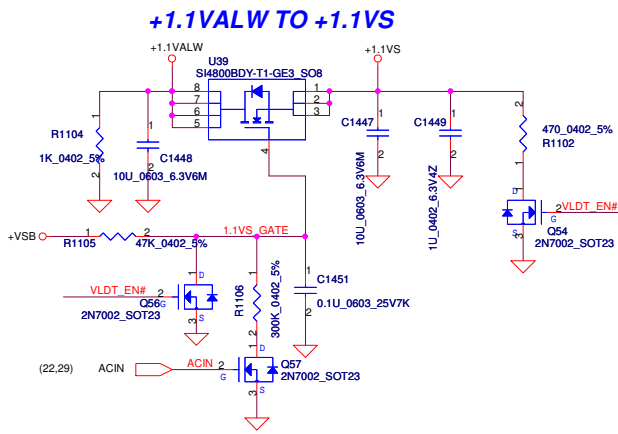 +1.1VALW TO +1.1VS
+1.1VALW
+1.1VS
U39
SI4800BDY-T1-GE3_SO8
8
7
6
5
1
2
3
4
1
R1104
1K_0402_5%
2
1
C1448
2
10U_0603_6.3V6M
1
C1447
2
10U_0603_6.3V6M
1
C1449
2
1U_0402_6.3V4Z
2
470_0402_5%
R1102
1
1
D
2
G
VLDT_EN#
Q54
S
3
2N7002_SOT23
+VSB
1
2
R1105
47K_0402_5%
1.1VS_GATE
1
D
VLDT_EN#
2
G
Q56
2N7002_SOT23
S
3
1
R1106
300K_0402_5%
2
1
C1451
2
0.1U_0603_25V7K
(22,29)
ACIN
ACIN
2
G
1
D
Q57
2N7002_SOT23
S
3